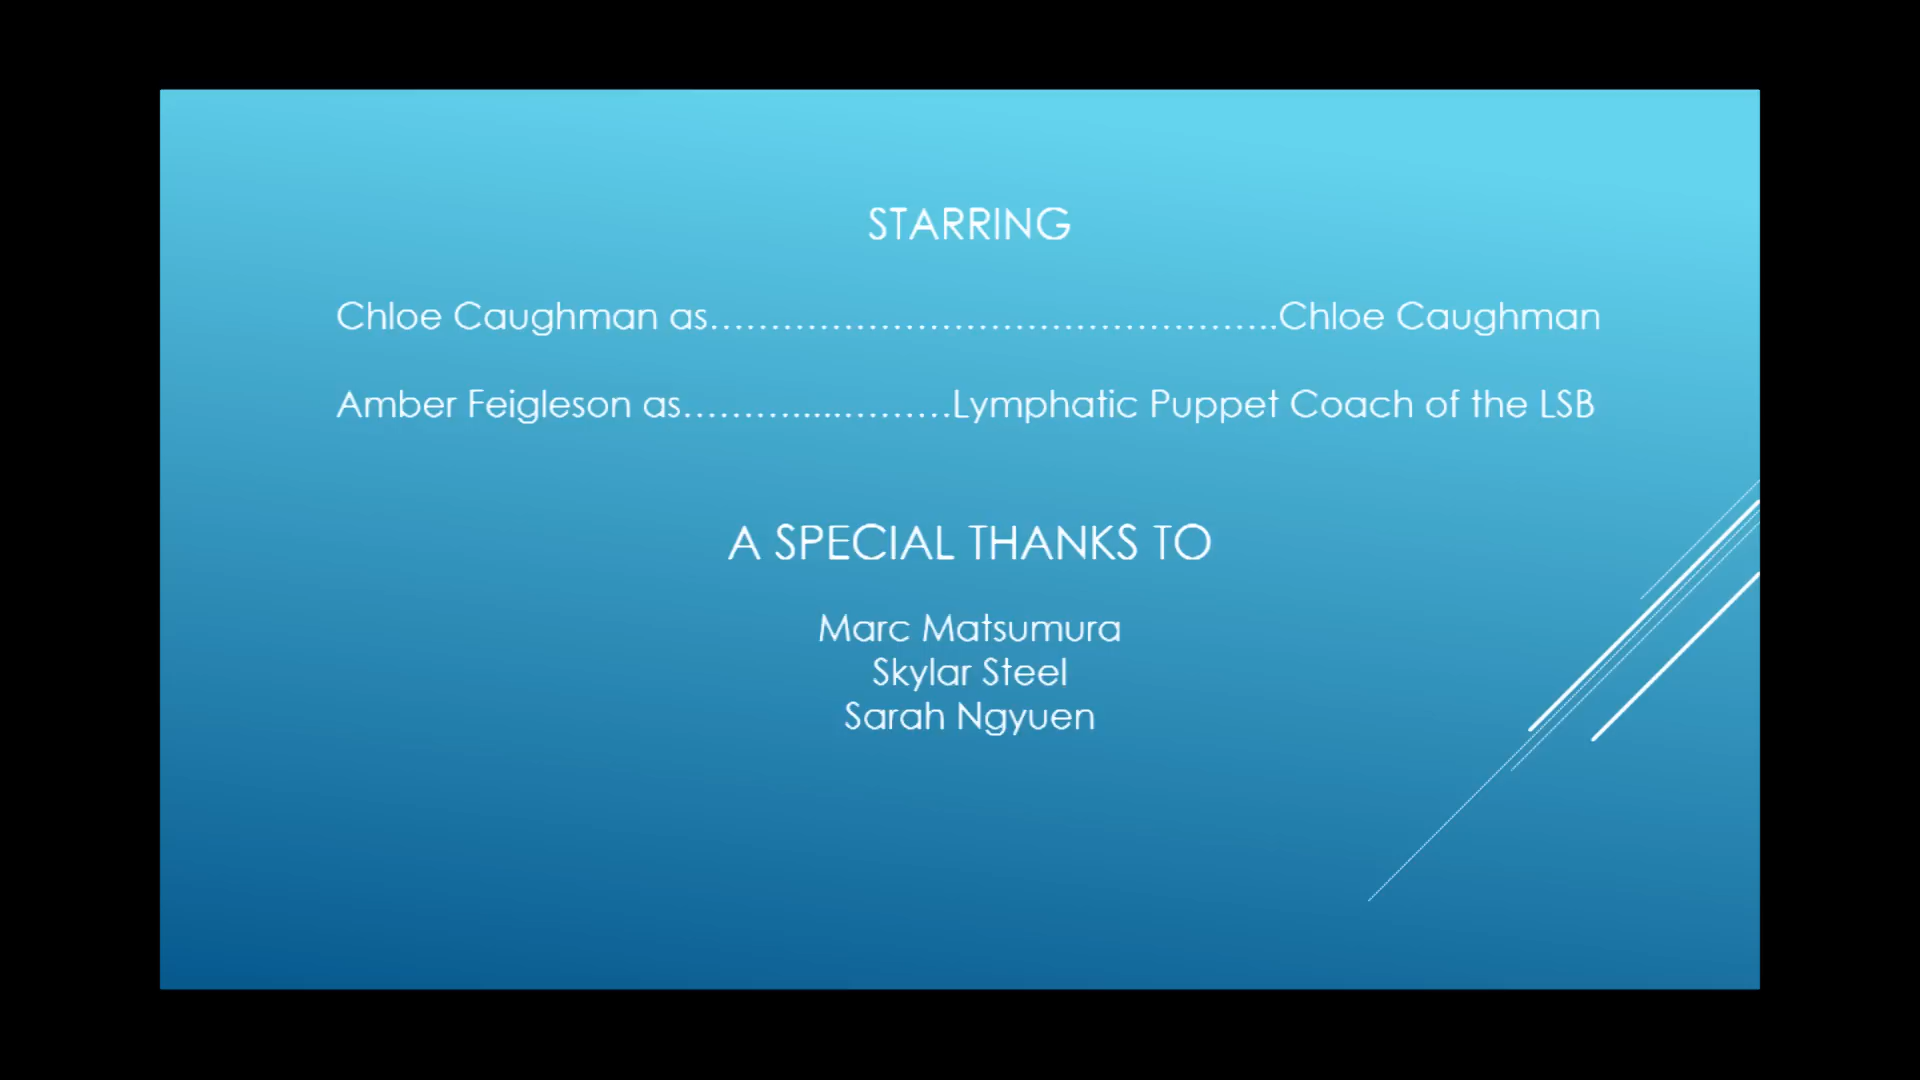 STARRING
Chloe Caughman as……………………………………………..Chloe Caughman
Amber Feigleson as……….....……….Lymphatic Puppet Coach of the LSB
A SPECIAL THANKS TO
Marc Matsumura
Skylar Steel
Sarah Ngyuen